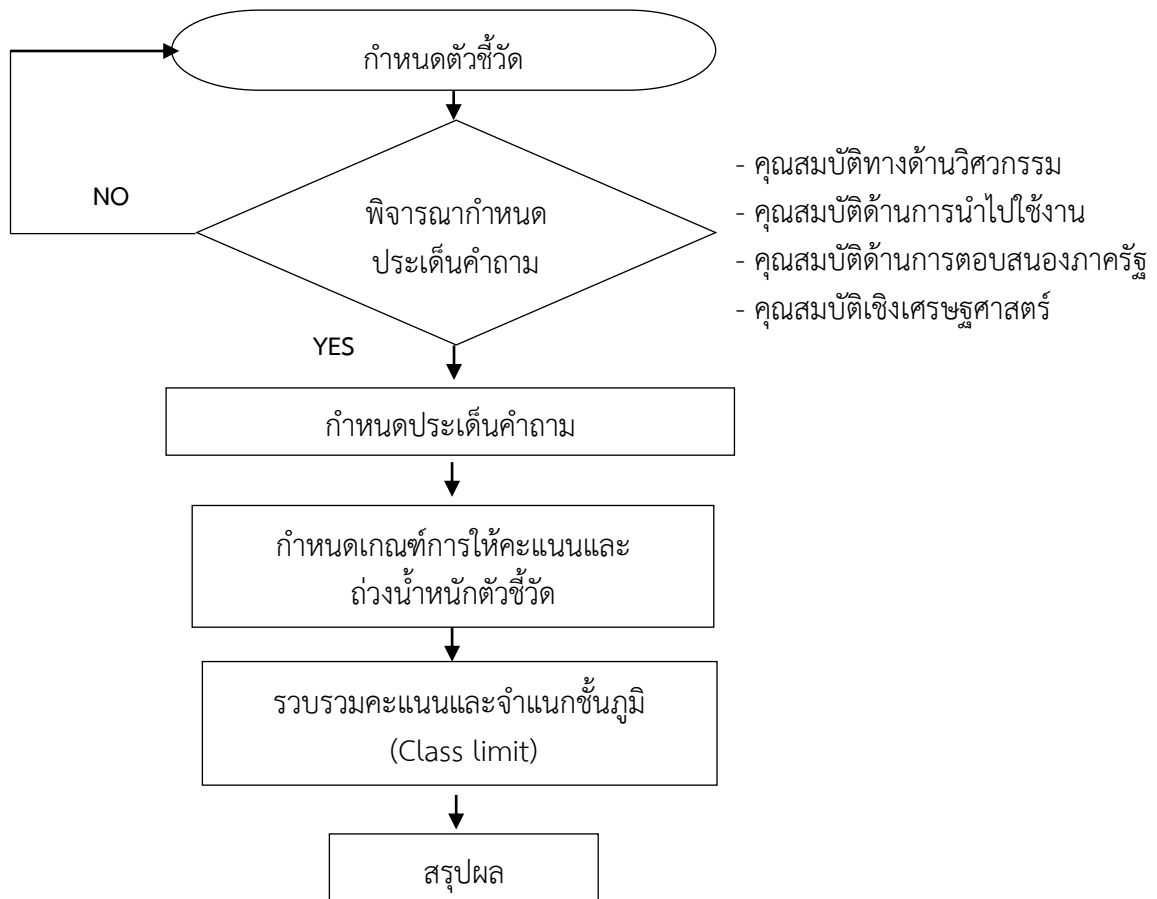 กำหนดตัวชี้วัด
NO
พิจารณากำหนด
ประเด็นคำถาม
- คุณสมบัติทางด้านวิศวกรรม
- คุณสมบัติด้านการนำไปใช้งาน
- คุณสมบัติด้านการตอบสนองภาครัฐ
- คุณสมบัติเชิงเศรษฐศาสตร์
YES
กำหนดประเด็นคำถาม
กำหนดเกณฑ์การให้คะแนนและ
ถ่วงน้ำหนักตัวชี้วัด
รวบรวมคะแนนและจำแนกชั้นภูมิ
(Class limit)
สรุปผล